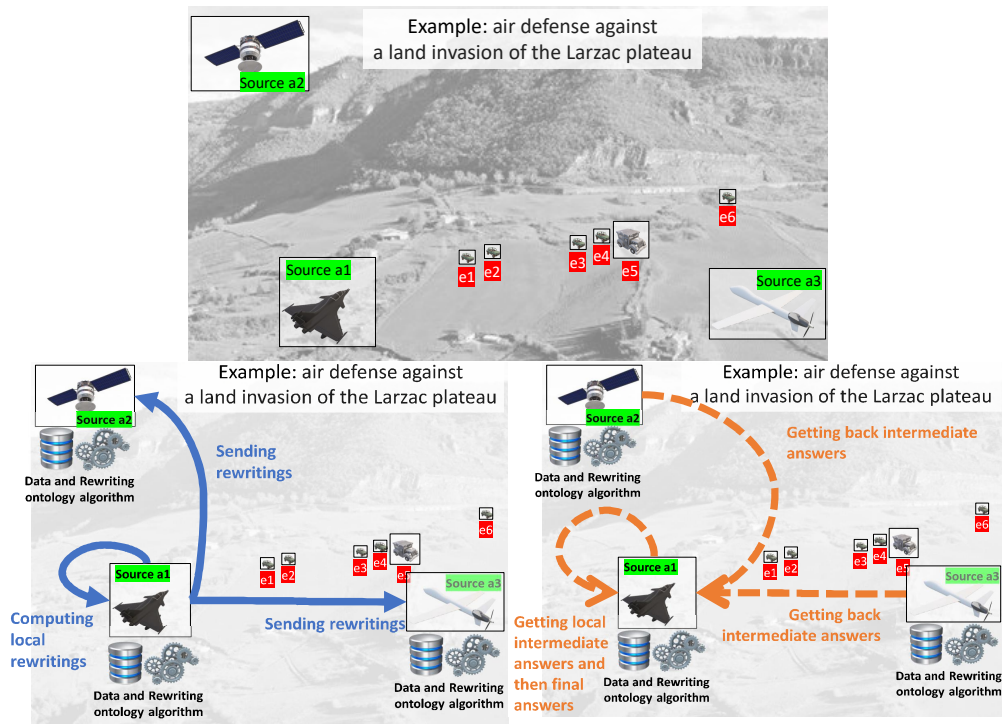 Example: air defense against
a land invasion of the Larzac plateau
Source a2
e6
Source a1
e1
e2
e3
e4
e5
Source a3
Example: air defense against
a land invasion of the Larzac plateau
Source a2
Data and Rewriting
ontology algorithm
Sending
rewritings
e6
e1
e2
e3
e4
e5
Source a1
Source a3
Computing
local
rewritings
Sending rewritings
Data and Rewriting
ontology algorithm
Data and Rewriting
ontology algorithm
Example: air defense against
a land invasion of the Larzac plateau
Source a2
Data and Rewriting
ontology algorithm
Getting back intermediate
answers
e6
e1
e2
e3
e4
e5
Source a1
Source a3
Getting local
intermediate
answers and
then final
answers
Getting back
intermediate answers
Data and Rewriting
ontology algorithm
Data and Rewriting
ontology algorithm